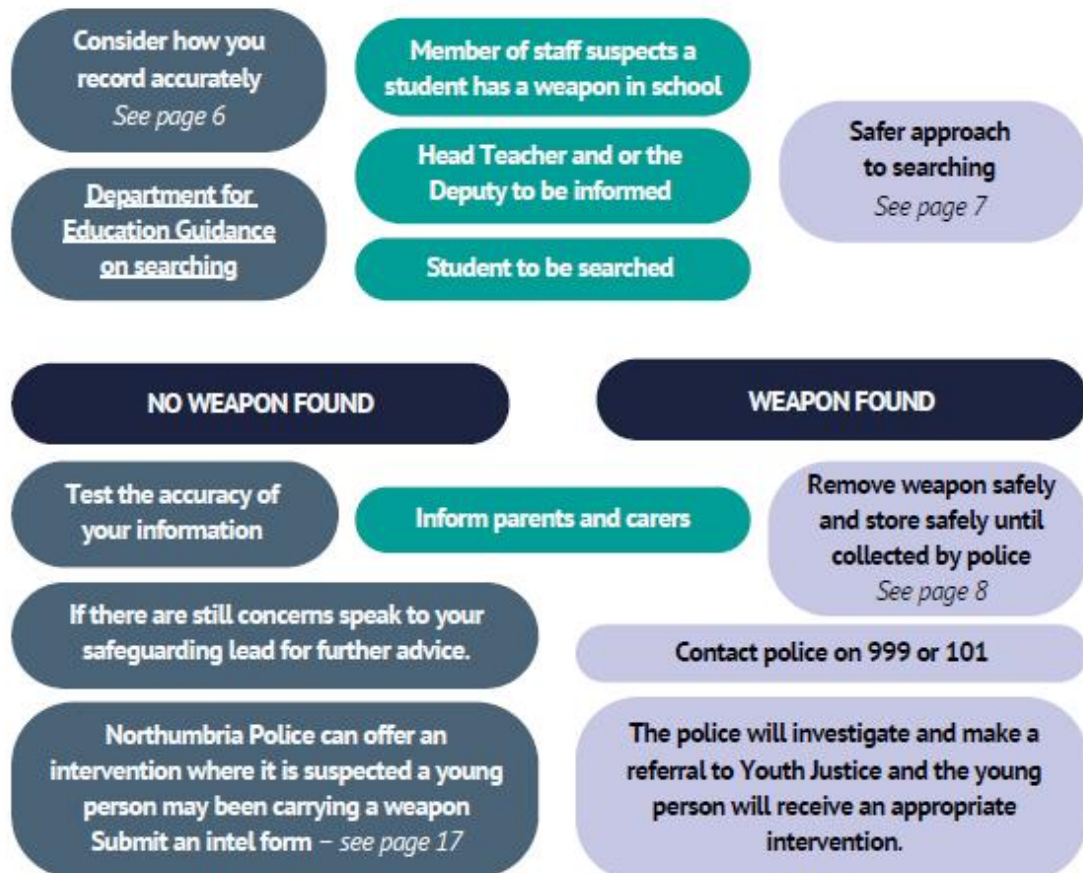 Consider how you
record accurately
See page 6
Department for
Education Guidance
on searching
Member of staff suspects a
student has a weapon in school
Head Teacher and or the
Deputy to be informed
Student to be searched
Safer approach
to searching
See page 7
NO WEAPON FOUND
WEAPON FOUND
Test the accuracy of
your information
Inform parents and carers
Remove weapon safely
and store safely until
collected by police
See page 8
If there are still concerns speak to your
safeguarding lead for further advice.
Contact police on 999 or 101
Northumbria Police can offer an
intervention where it is suspected a young
person may been carrying a weapon
Submit an intel form – see page 17
The police will investigate and make a
referral to Youth Justice and the young
person will receive an appropriate
intervention.